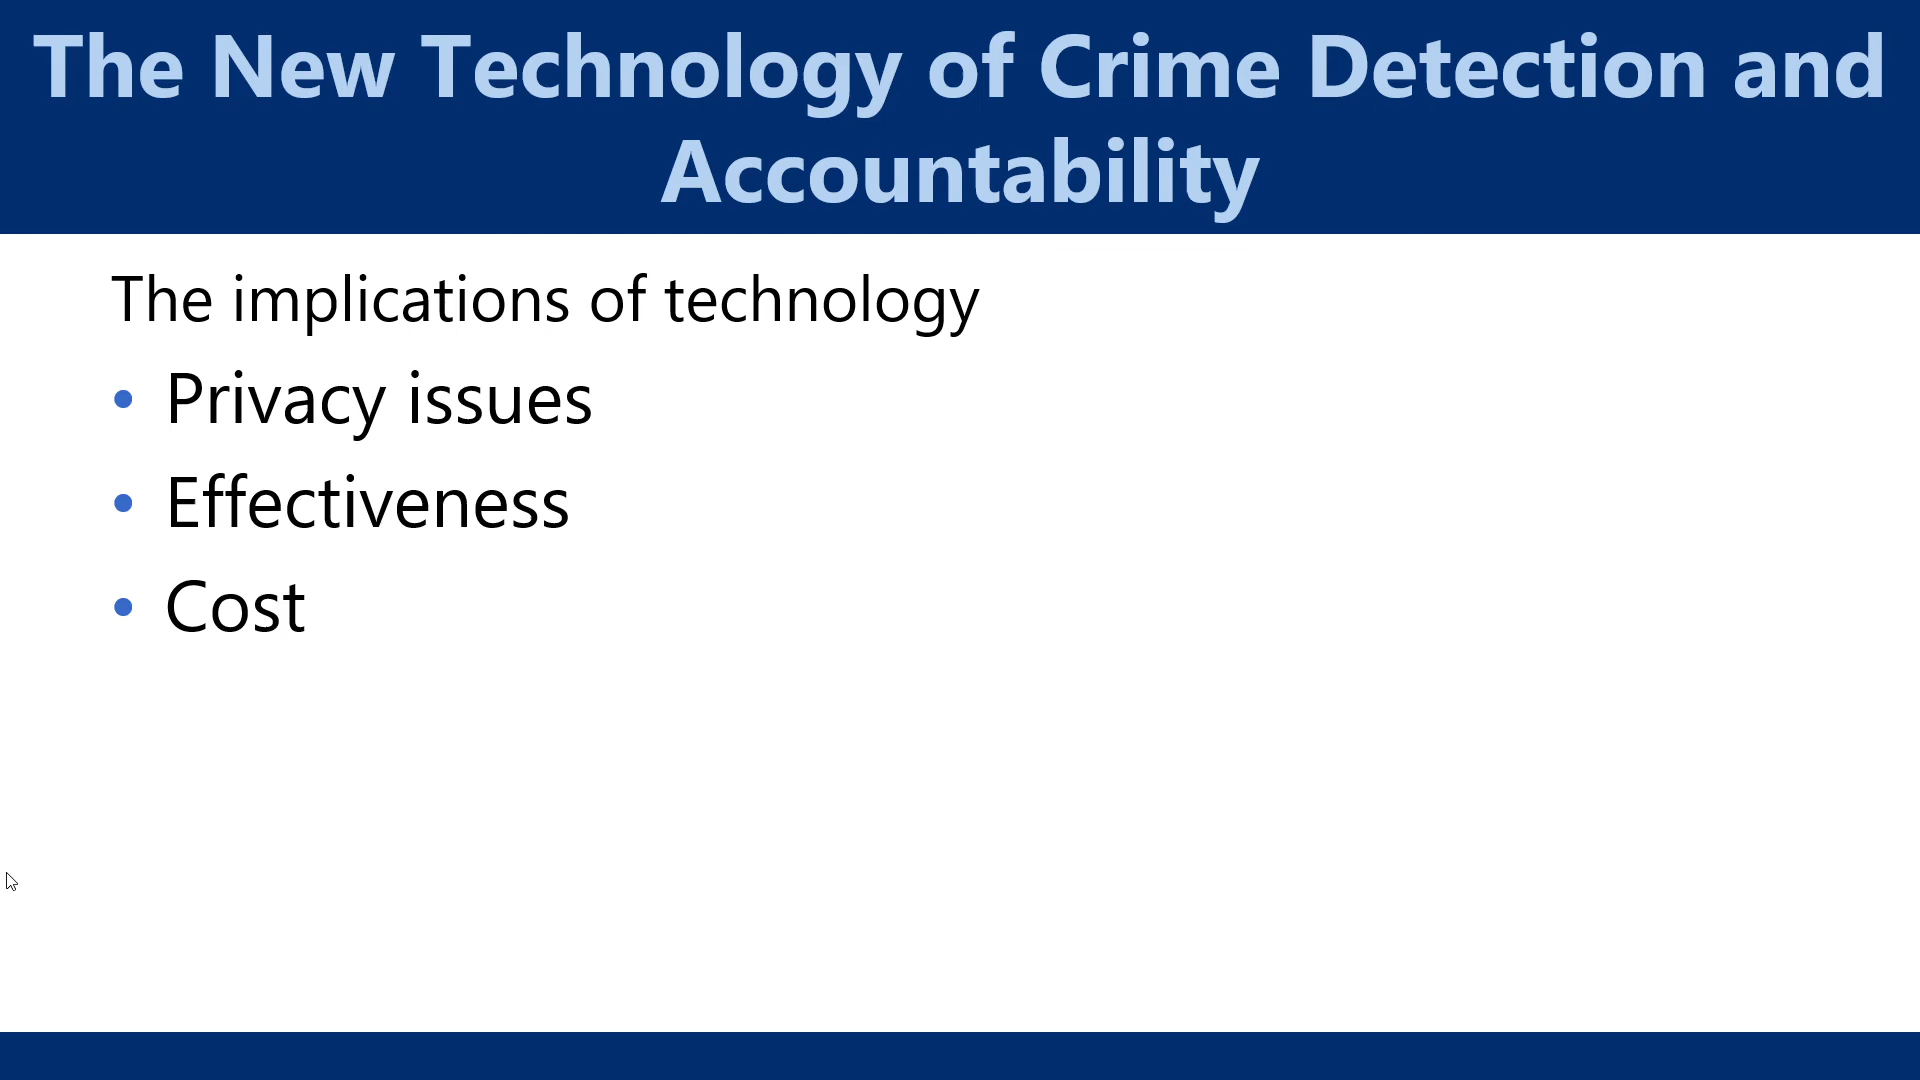 The New Technology of Crime Detection and
Accountability
The implications of technology
• Privacy issues
• Effectiveness
• Cost